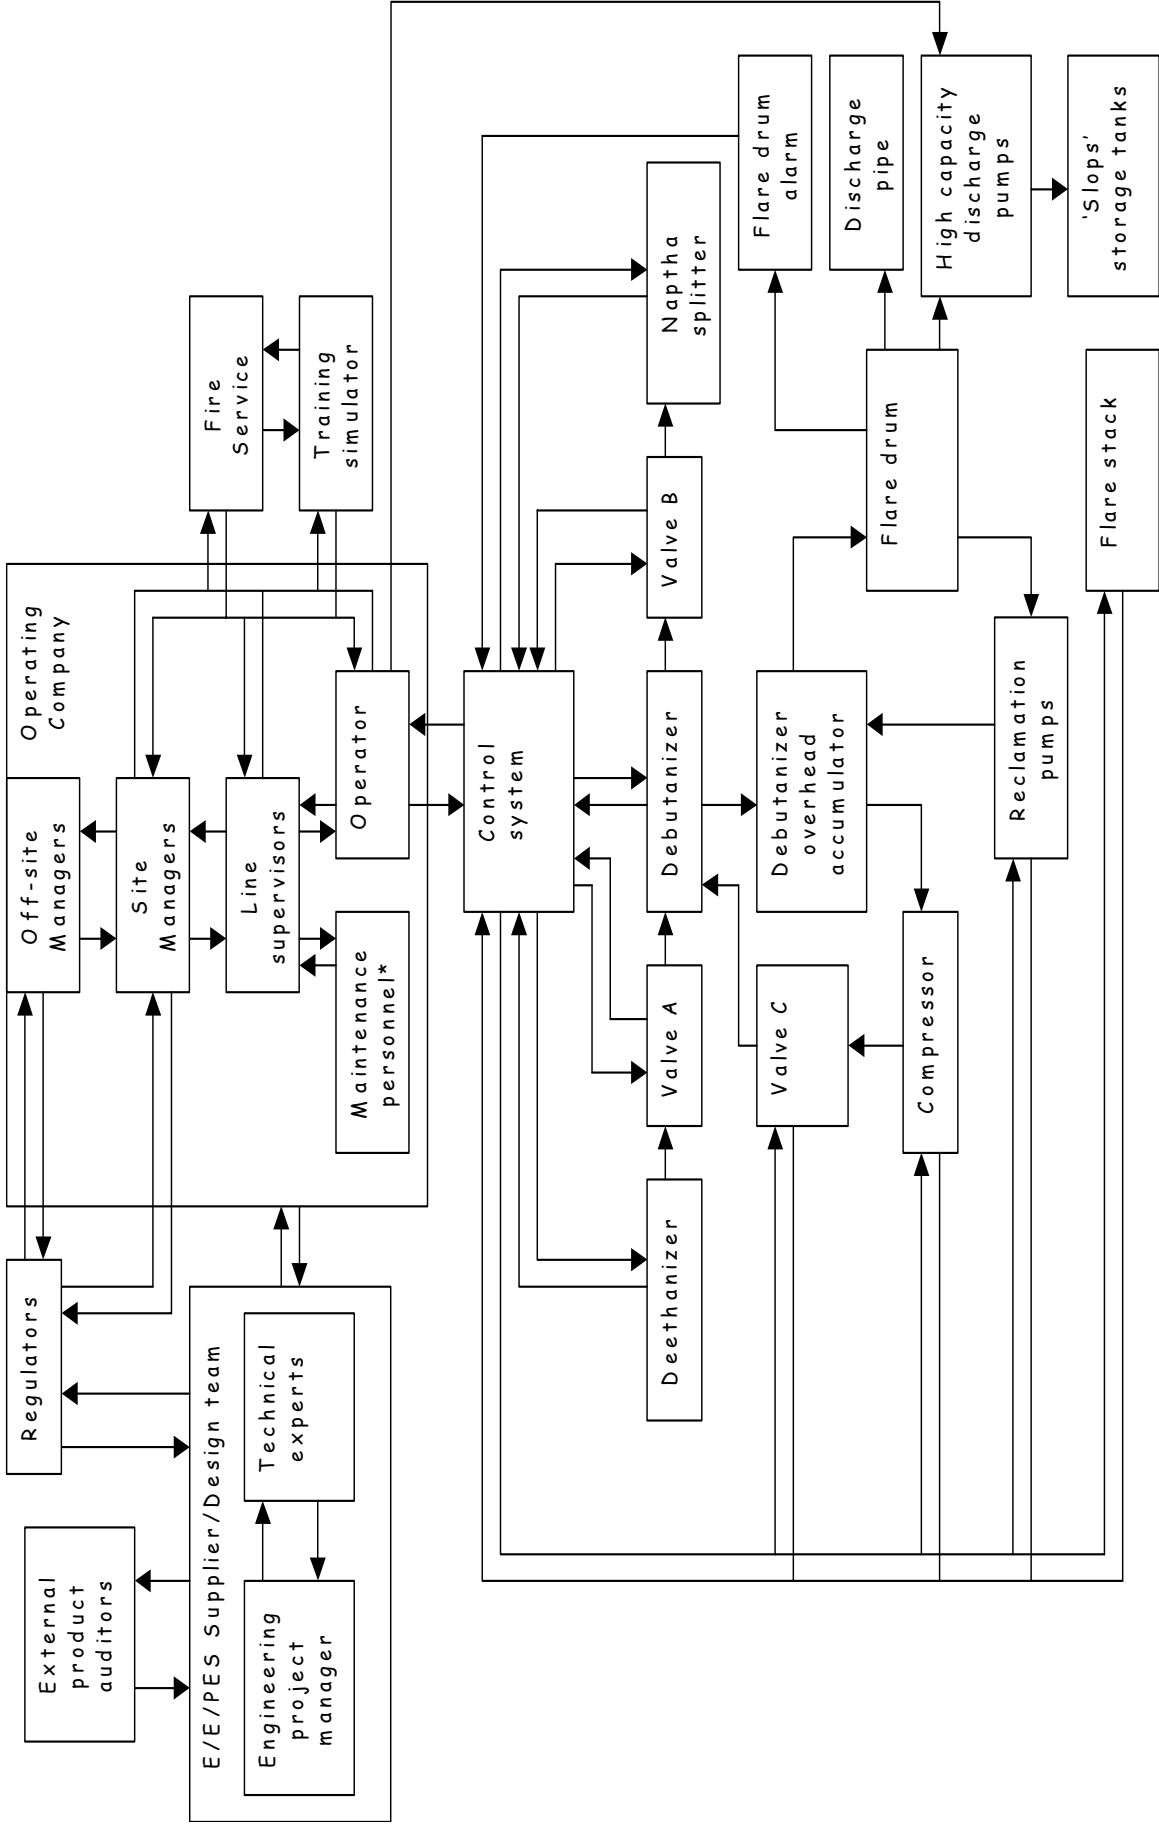 External
product
auditors
Regulators
Off-site
Managers
Operating
Company
Site
Managers
E/E/PES Supplier/Design team
Engineering
project
manager
Technical
experts
Line
supervisors
Maintenance
personnel*
Operator
Fire
Service
Training
simulator
Control
system
Deethanizer
Valve A
Debutanizer
Valve B
Naptha
splitter
Valve C
Debutanizer
overhead
accumulator
Flare drum
alarm
Compressor
Flare drum
Discharge
pipe
Reclamation
pumps
High capacity
discharge
pumps
Flare stack
'Slops'
storage tanks